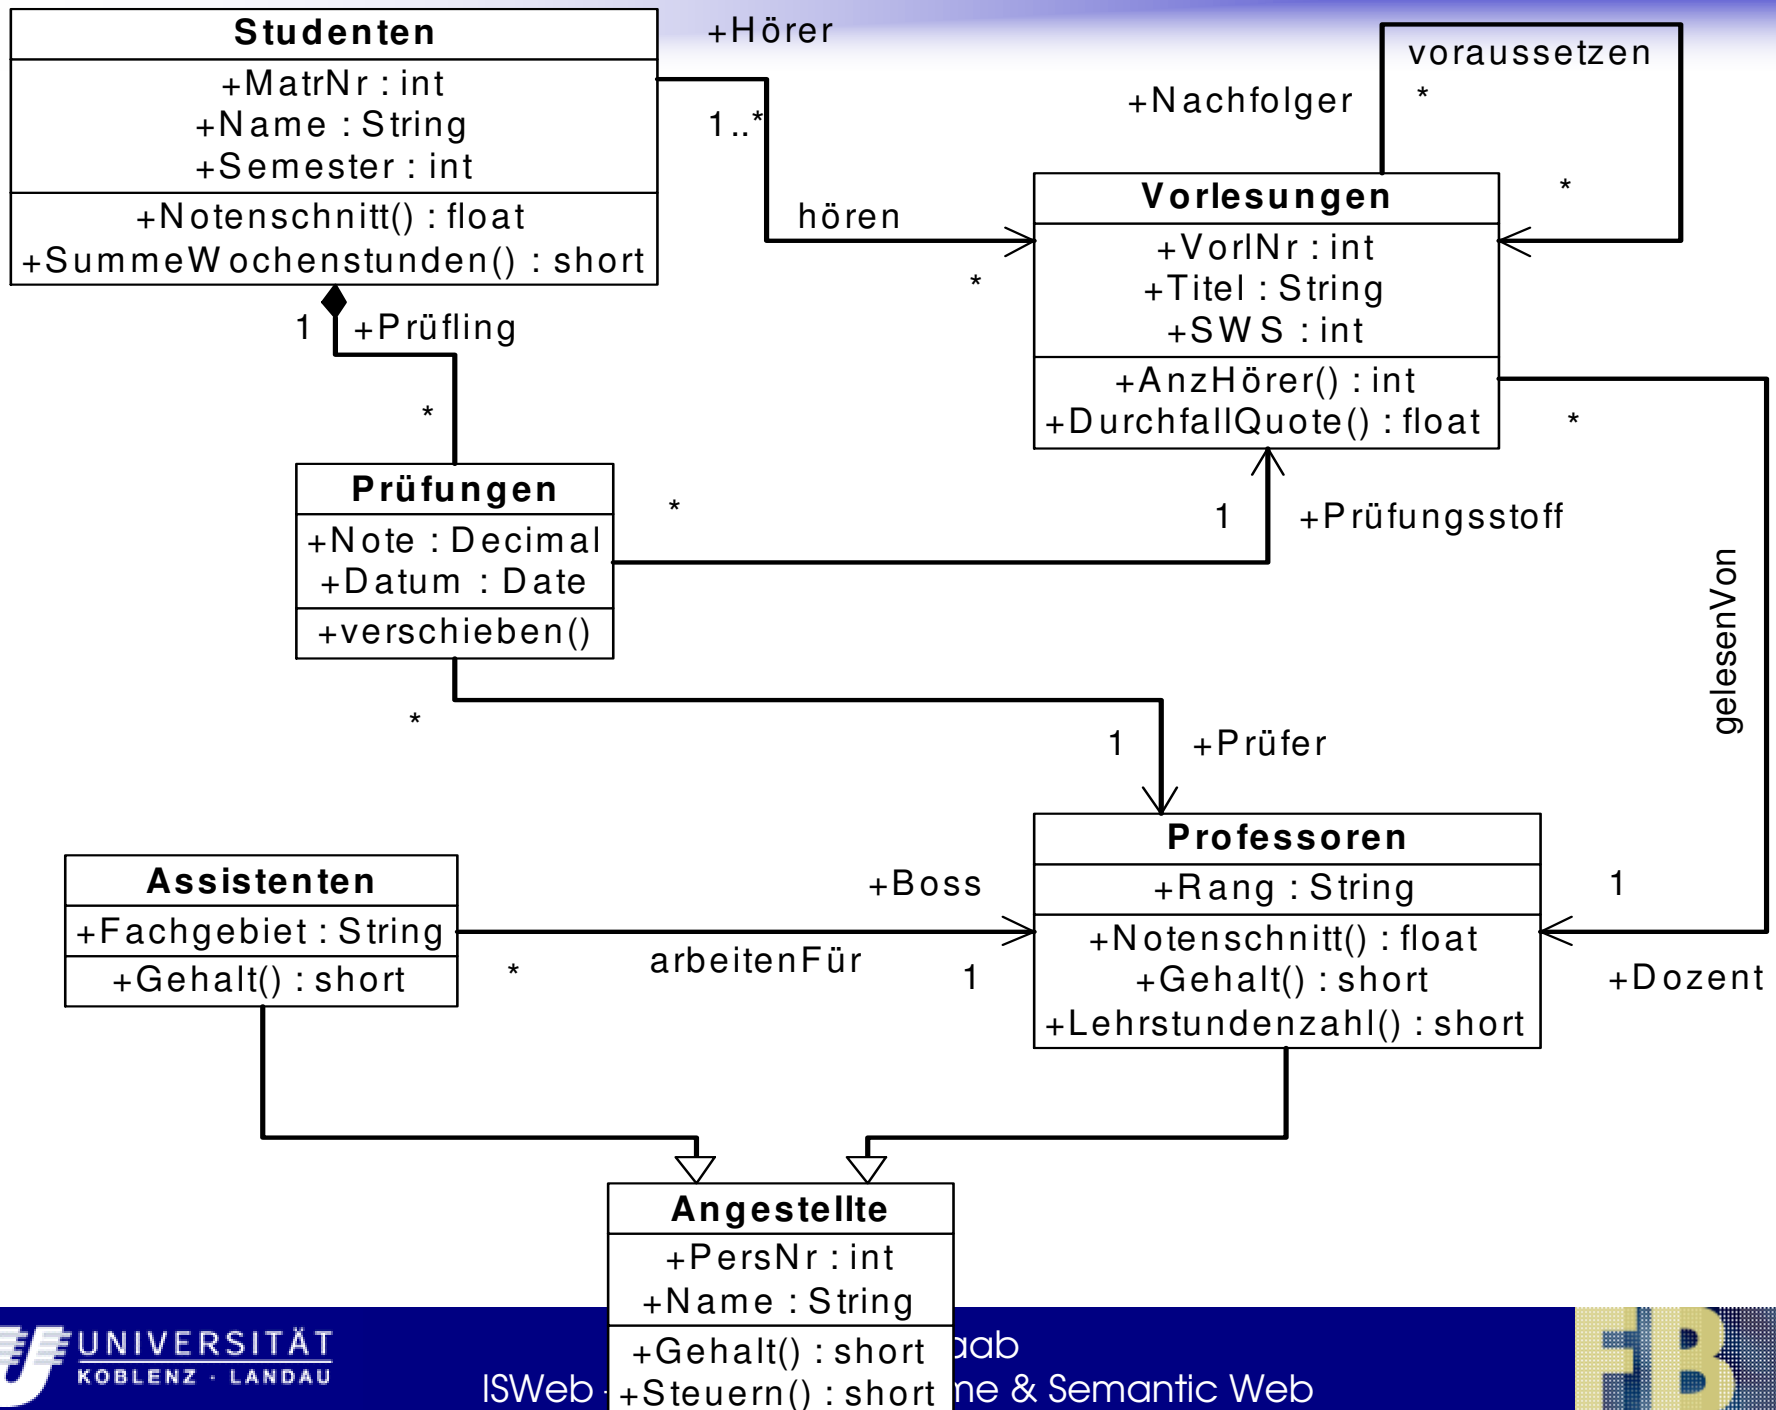 Studenten
+MatrNr : int
+Name : String
+Semester : int
+Notenschnitt() : float
+SummeWochenstunden() : short
+Hörer
1..*
hören
*
voraussetzen
+Nachfolger
*
*
Vorlesungen
+VorlNr : int
+Titel : String
+SWS : int
+AnzHörer() : int
+DurchfallQuote() : float
1
+Prüfling
*
Prüfungen
+Note : Decimal
+Datum : Date
+verschieben()
*
1
+Prüfungsstoff
*
gelesenVon
*
1
+Prüfer
Professoren
+Rang : String
+Notenschnitt() : float
+Gehalt() : short
+Lehrstundenzahl() : short
1
+Dozent
Assistenten
+Fachgebiet : String
+Gehalt() : short
+Boss
*
arbeitenFür
1
Angestellte
+PersNr : int
+Name : String
+Gehalt() : short
+Steuern() : short
UNIVERSITÄT
KOBLENZ · LANDAU
aab
ISWeb - me & Semantic Web
FB